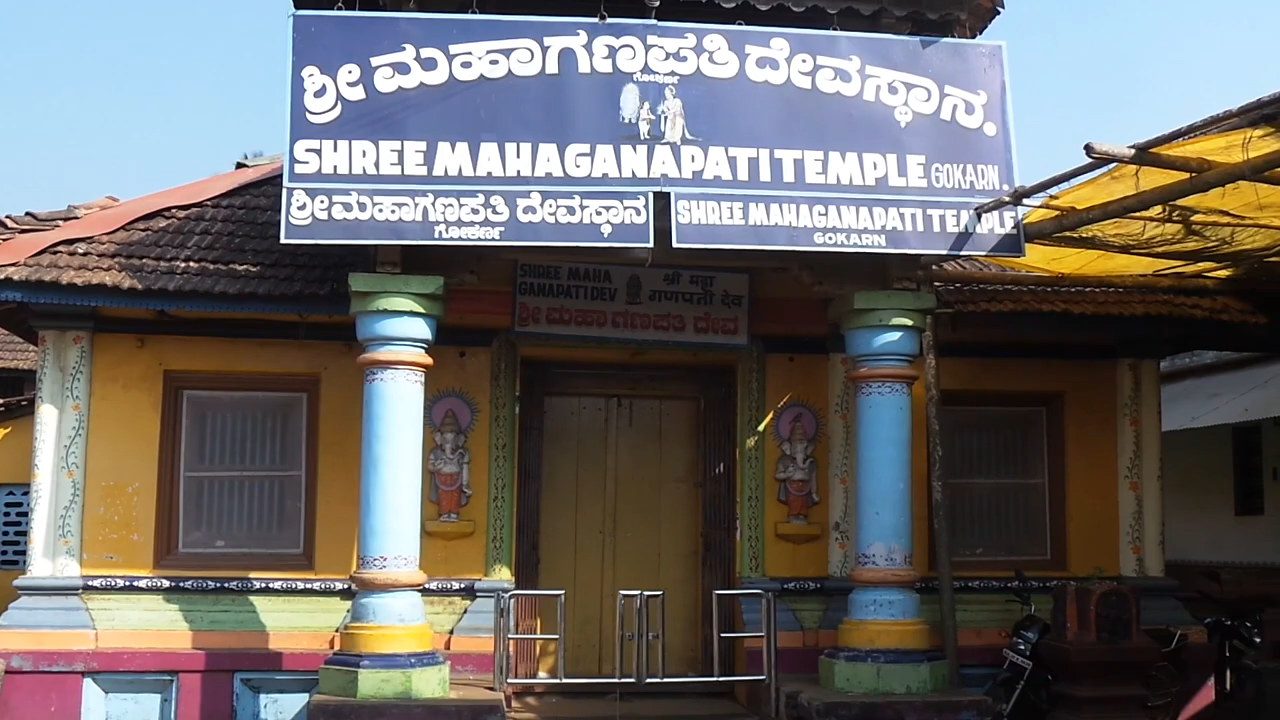 ಶ್ರೀ ಮಹಾಗಣಪತಿ ದೇವಸ್ಥಾನ.
ಗೋಕರ್ಣ
SHREE MAHAGANAPATI TEMPLE GOKARN.
ಶ್ರೀ ಮಹಾಗಣಪತಿ ದೇವಸ್ಥಾನ
ಗೋಕರ್ಣ
SHREE MAHAGANAPATI TEMPLE
GOKARN
SHREE MAHA
GANAPATI DEV
श्री महा
गणपती देव
ಶ್ರೀ ಮಹಾ ಗಣಪತಿ ದೇವ